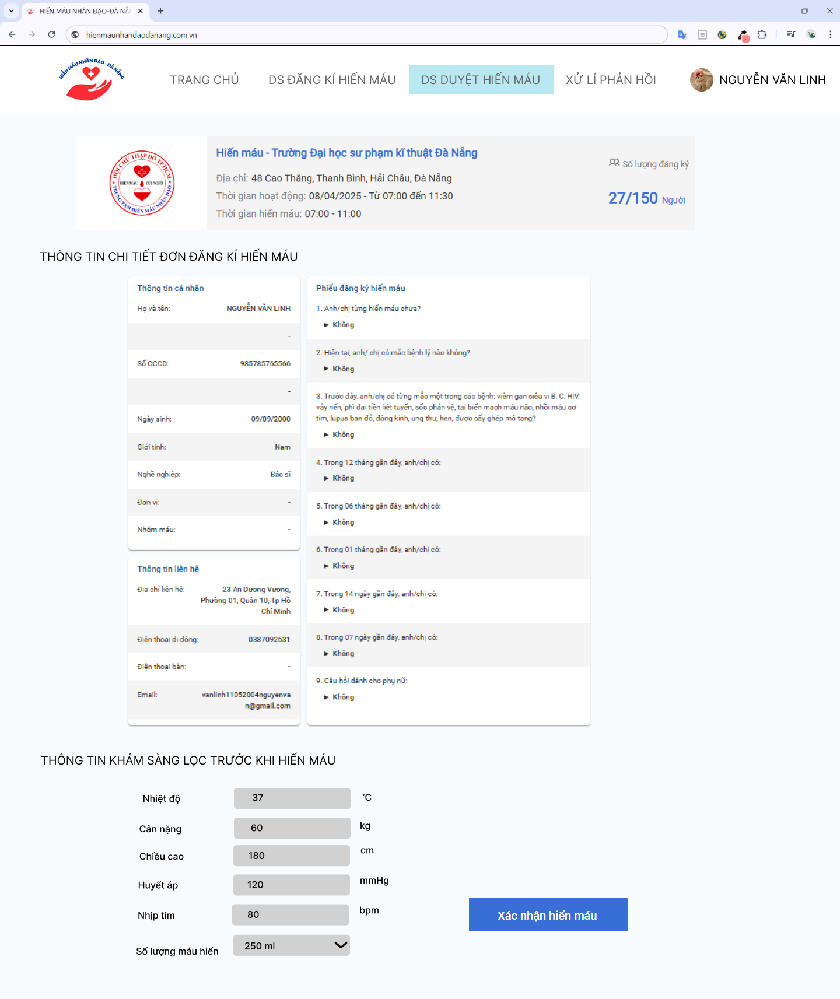 HIẾN MÁU NHÂN ĐẠO-ĐÀ NẴ
hienmaunhandaodanang.com.vn
HIẾN MÁU NHÂN ĐẠO - ĐÀ NẴNG
TRANG CHỦ
DS ĐĂNG KÍ HIẾN MÁU
DS DUYỆT HIẾN MÁU
XỬ LÍ PHẢN HỒI
NGUYỄN VĂN LINH
HỘI CHỮ THẬP ĐỎ TP.HCM
HIẾN MÁU CỨU NGƯỜI
TRUNG TÂM HIẾN MÁU NHÂN ĐẠO
Hiến máu - Trường Đại học sư phạm kĩ thuật Đà Nẵng
Địa chỉ: 48 Cao Thắng, Thanh Bình, Hải Châu, Đà Nẵng
Thời gian hoạt động: 08/04/2025 - Từ 07:00 đến 11:30
Thời gian hiến máu: 07:00 - 11:00
Số lượng đăng ký
27/150 Người
THÔNG TIN CHI TIẾT ĐƠN ĐĂNG KÍ HIẾN MÁU
Thông tin cá nhân
Họ và tên: NGUYỄN VĂN LINH
-
Số CCCD: 985785765566
-
Ngày sinh: 09/09/2000
Giới tính: Nam
Nghề nghiệp: Bác sĩ
Đơn vị: -
Nhóm máu: -
Thông tin liên hệ
Địa chỉ liên hệ: 23 An Dương Vương,
Phường 01, Quận 10, Tp Hồ
Chí Minh
Điện thoại di động: 0387092631
Điện thoại bàn: -
Email: vanlinh11052004nguyenva
n@gmail.com
Phiếu đăng ký hiến máu
1. Anh/chị từng hiến máu chưa?
Không
2. Hiện tại, anh/ chị có mắc bệnh lý nào không?
Không
3. Trước đây, anh/chị có từng mắc một trong các bệnh: viêm gan siêu vi B, C, HIV,
vảy nến, phì đại tiền liệt tuyến, sốc phản vệ, tai biến mạch máu não, nhồi máu cơ
tim, lupus ban đỏ, động kinh, ung thư, hen, được cấy ghép mô tạng?
Không
4. Trong 12 tháng gần đây, anh/chị có:
Không
5. Trong 06 tháng gần đây, anh/chị có:
Không
6. Trong 01 tháng gần đây, anh/chị có:
Không
7. Trong 14 ngày gần đây, anh/chị có:
Không
8. Trong 07 ngày gần đây, anh/chị có:
Không
9. Câu hỏi dành cho phụ nữ:
Không
THÔNG TIN KHÁM SÀNG LỌC TRƯỚC KHI HIẾN MÁU
Nhiệt độ 37 ‘C
Cân nặng 60 kg
Chiều cao 180 cm
Huyết áp 120 mmHg
Nhịp tim 80 bpm
Số lượng máu hiến 250 ml
Xác nhận hiến máu